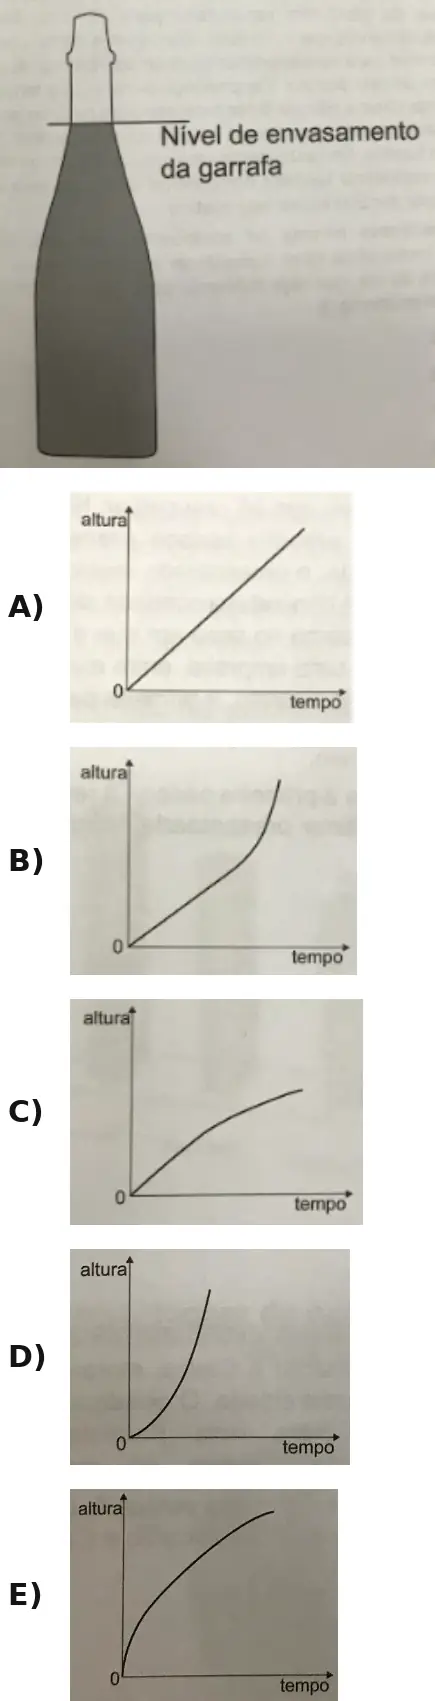 Nível de envasamento
da garrafa
A)
altura
0
tempo
B)
altura
0
tempo
C)
altura
0
tempo
D)
altura
0
tempo
E)
altura
0
tempo